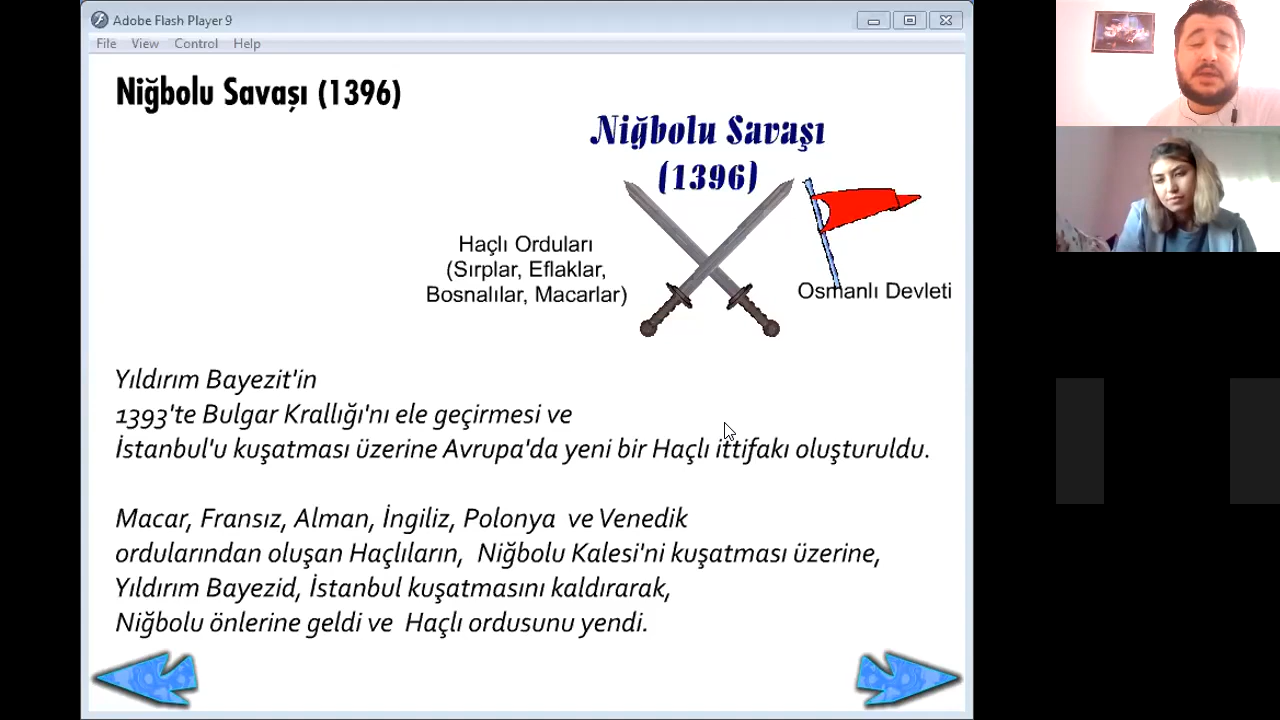 Adobe Flash Player 9
File View Control Help
Niğbolu Savaşı (1396)
Niğbolu Savaşı
(1396)
Haçlı Orduları
(Sırplar, Eflaklar,
Bosnalılar, Macarlar)
Osmanlı Devleti
Yıldırım Bayezit'in
1393'te Bulgar Krallığı'nı ele geçirmesi ve
İstanbul'u kuşatması üzerine Avrupa'da yeni bir Haçlı ittifakı oluşturuldu.
Macar, Fransız, Alman, İngiliz, Polonya ve Venedik
ordularından oluşan Haçlıların, Niğbolu Kalesi'ni kuşatması üzerine,
Yıldırım Bayezid, İstanbul kuşatmasını kaldırarak,
Niğbolu önlerine geldi ve Haçlı ordusunu yendi.